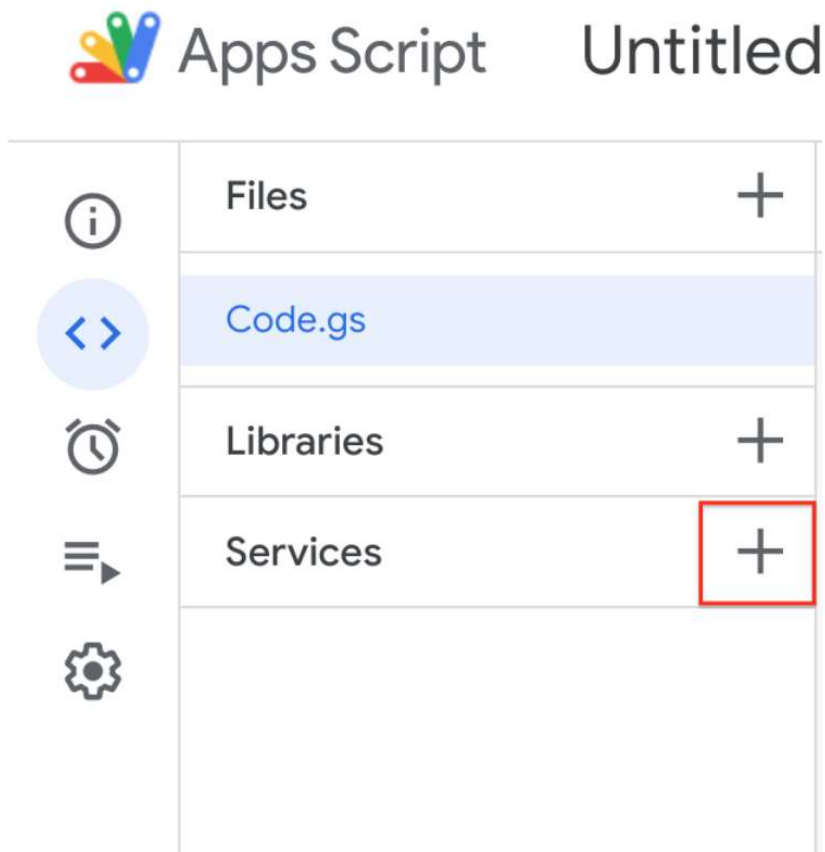 Apps Script Untitled
Files
Code.gs
Libraries
Services